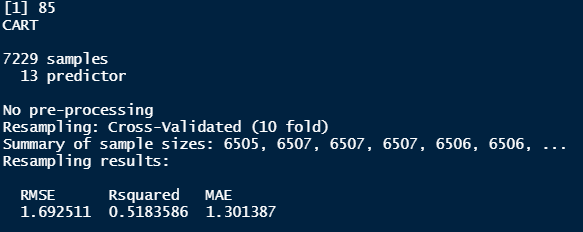 [1] 85
CART
7229 samples
13 predictor
No pre-processing
Resampling: Cross-Validated (10 fold)
Summary of sample sizes: 6505, 6507, 6507, 6507, 6506, 6506, ...
Resampling results:
RMSE Rsquared MAE
1.692511 0.5183586 1.301387